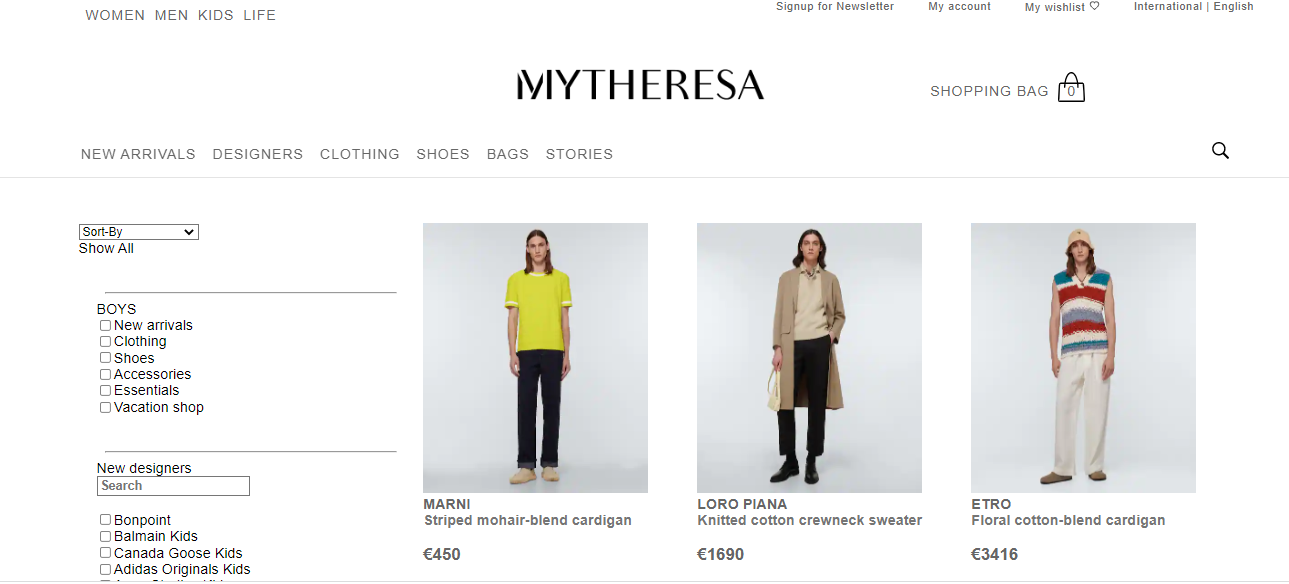 WOMEN MEN KIDS LIFE
Signup for Newsletter My account My wishlist International | English
MYTHERESA
SHOPPING BAG 0
NEW ARRIVALS DESIGNERS CLOTHING SHOES BAGS STORIES
Sort-By
Show All
BOYS
New arrivals
Clothing
Shoes
Accessories
Essentials
Vacation shop
New designers
Search
Bonpoint
Balmain Kids
Canada Goose Kids
Adidas Originals Kids
MARNI
Striped mohair-blend cardigan
€450
LORO PIANA
Knitted cotton crewneck sweater
€1690
ETRO
Floral cotton-blend cardigan
€3416